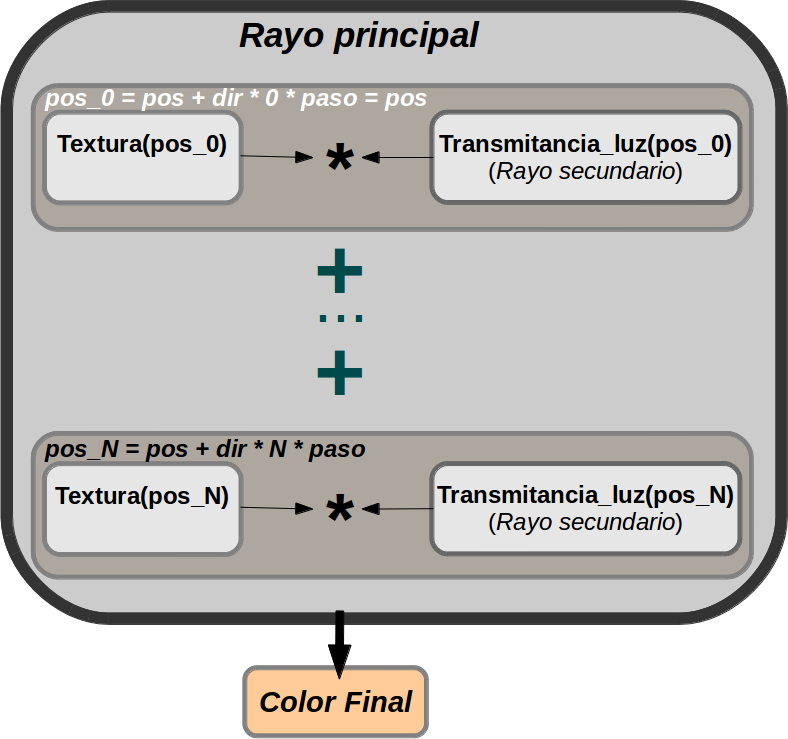 Rayo principal
pos_0 = pos + dir * 0 * paso = pos
Textura(pos_0)
*
Transmitancia_luz(pos_0)
(Rayo secundario)
+
...
+
pos_N = pos + dir * N * paso
Textura(pos_N)
*
Transmitancia_luz(pos_N)
(Rayo secundario)
Color Final